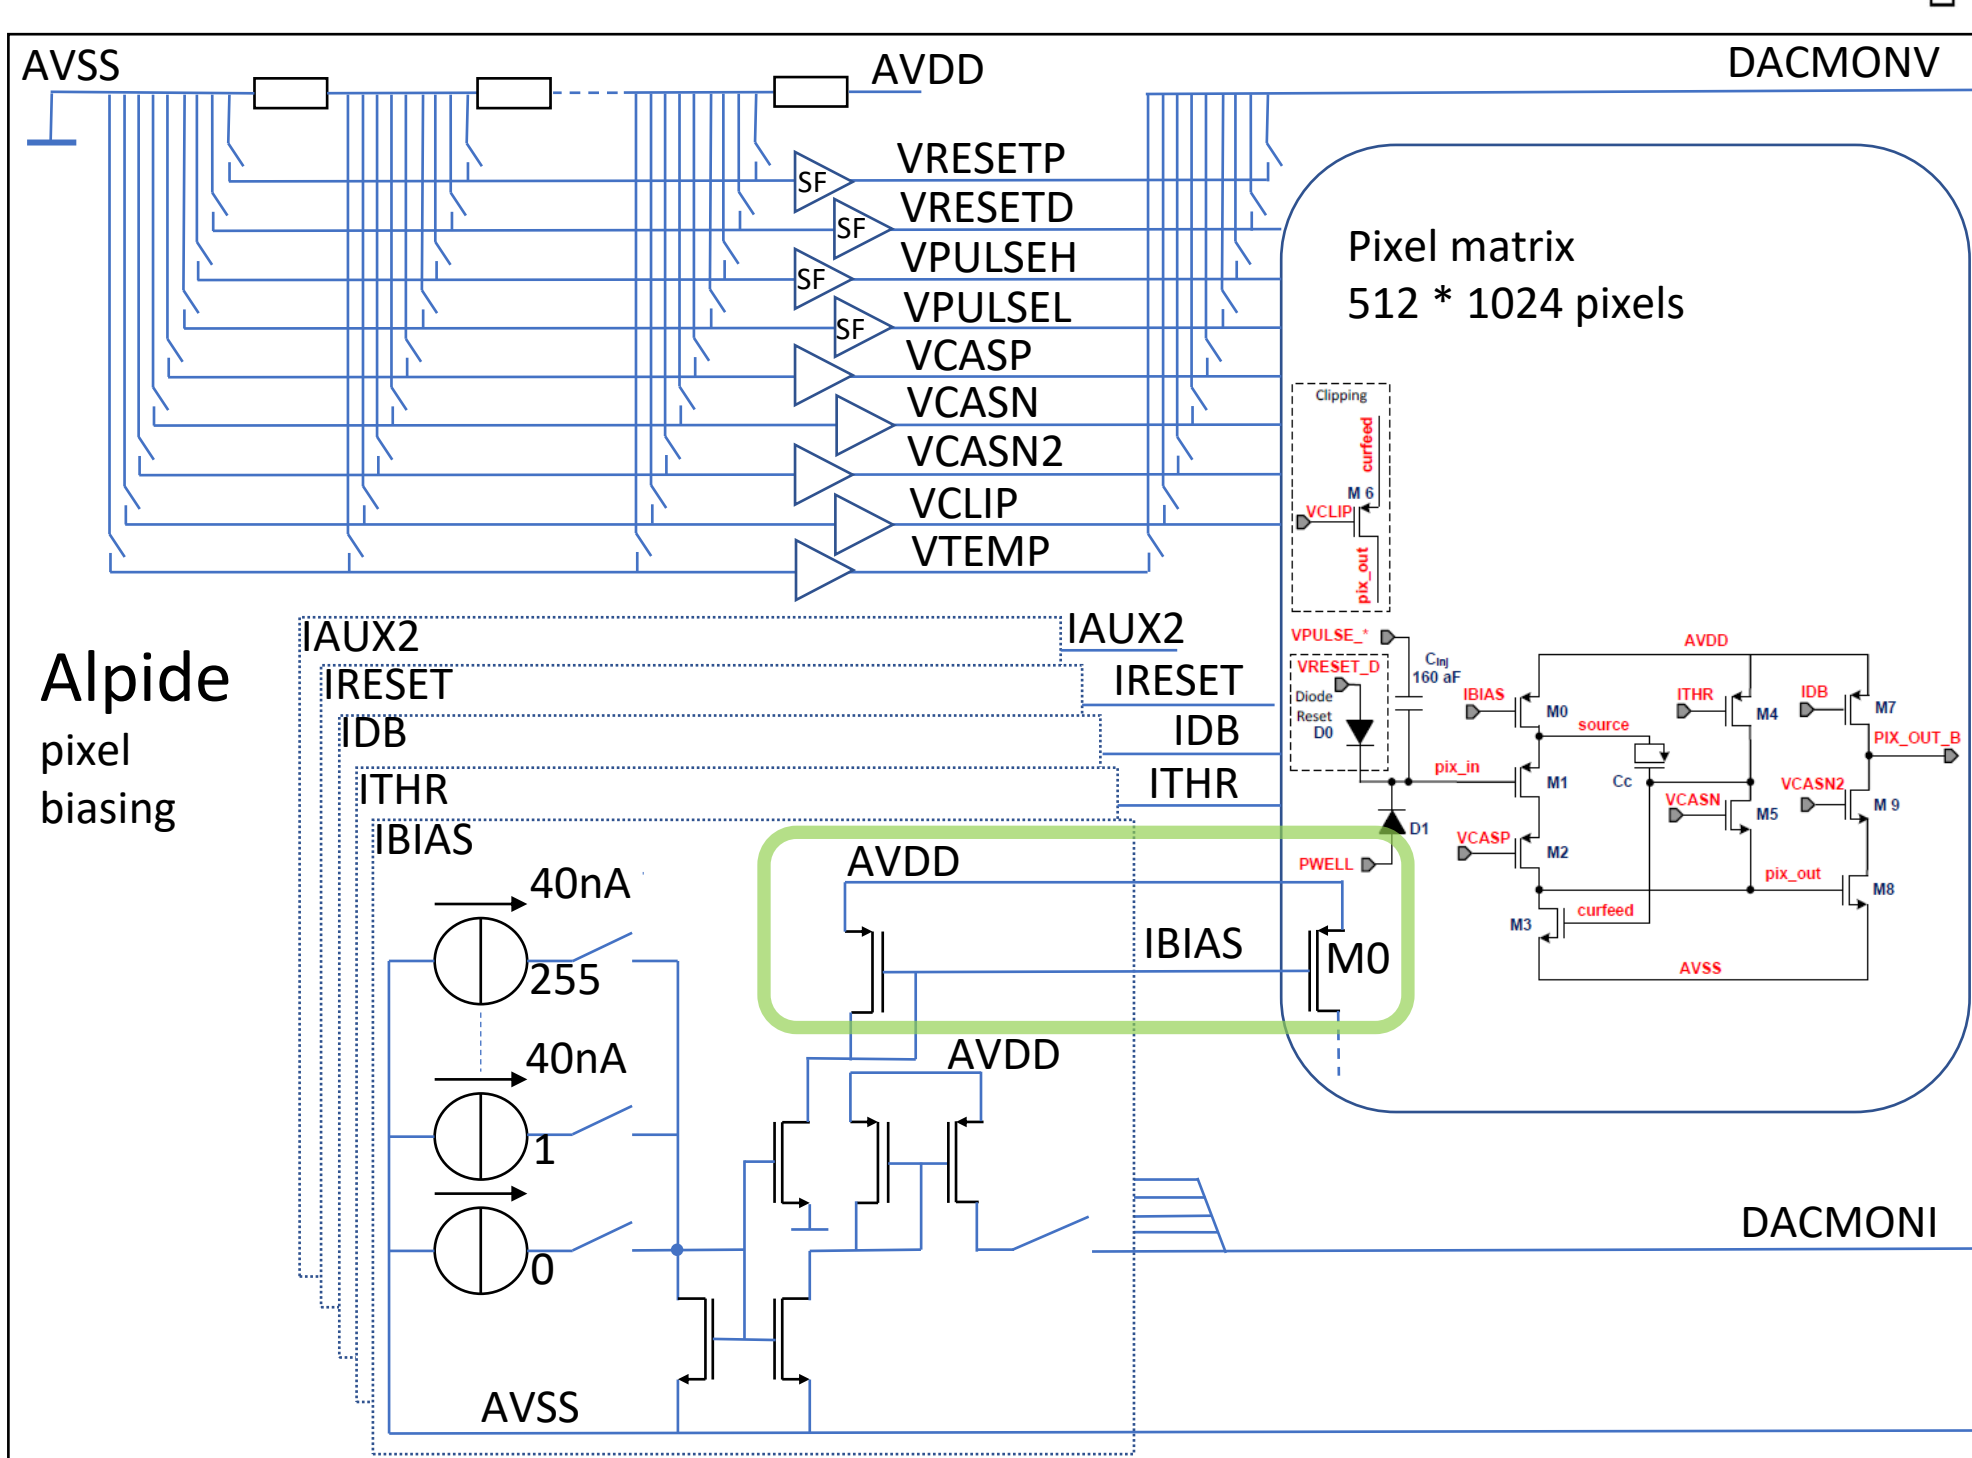 AVSS
AVDD
DACMONV
SF
VRESETP
SF
VRESETD
SF
VPULSEH
SF
VPULSEL
VCASP
VCASN
VCASN2
VCLIP
VTEMP
Pixel matrix
512 * 1024 pixels
Clipping
curfeed
M 6
VCLIP
pix_out
Alpide
pixel
biasing
IAUX2
IAUX2
IRESET
IRESET
IDB
IDB
ITHR
ITHR
IBIAS
VPULSE_*
VRESET_D
Diode
Reset
D0
Cinj
160 aF
AVDD
IBIAS
M0
ITHR
M4
IDB
M7
source
PIX_OUT_B
pix_in
M1
Cc
VCASN
M5
VCASN2
M 9
D1
PWELL
VCASP
M2
pix_out
M8
curfeed
M3
AVSS
AVDD
IBIAS
M0
40nA
255
40nA
1
0
AVDD
AVSS
DACMONI